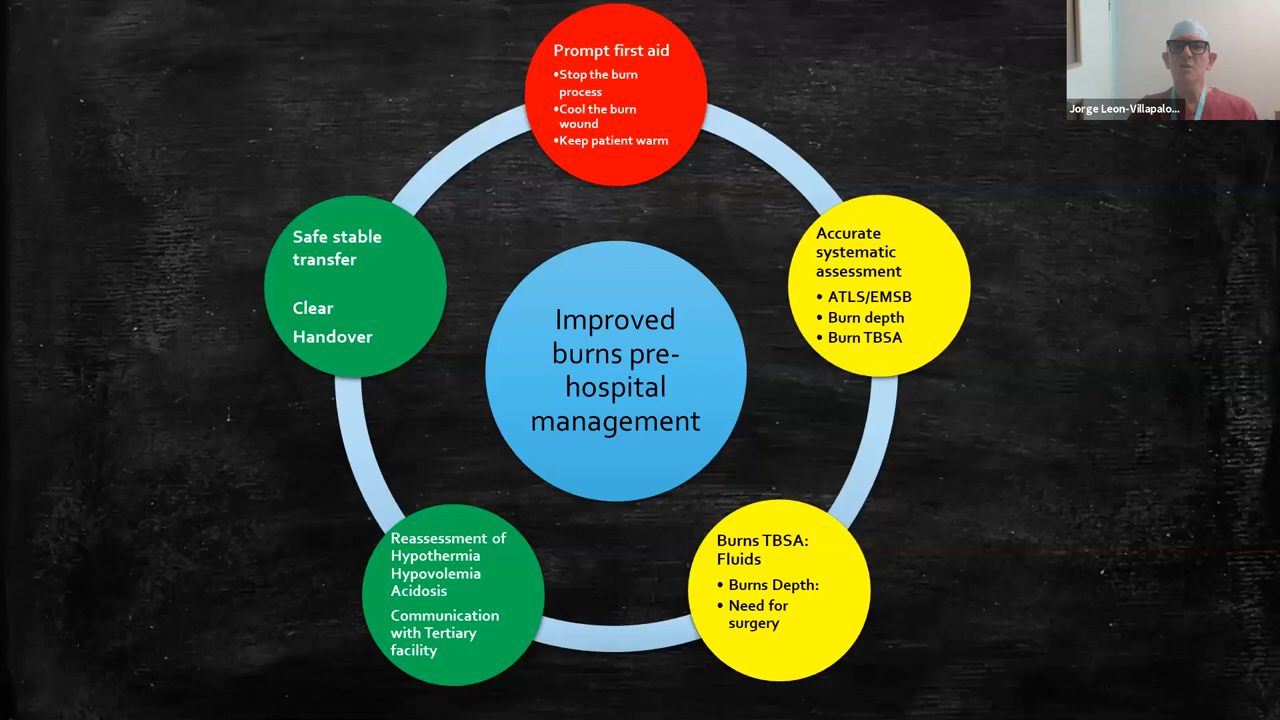 Prompt first aid
•Stop the burn
process
•Cool the burn
wound
•Keep patient warm
Jorge Leon-Villapalo...
Accurate
systematic
assessment
• ATLS/EMSB
• Burn depth
• Burn TBSA
Burns TBSA:
Fluids
• Burns Depth:
• Need for
surgery
Reassessment of
Hypothermia
Hypovolemia
Acidosis
Communication
with Tertiary
facility
Safe stable
transfer
Clear
Handover
Improved
burns pre-
hospital
management